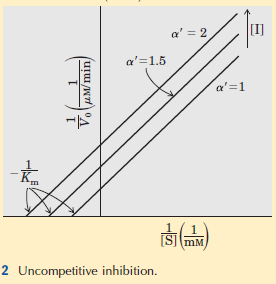 α′ = 2
[I]
α′=1.5
α′=1
1/V₀ (1/μM/min)
−1/Kₘ
1/[S] (1/mM)
2 Uncompetitive inhibition.